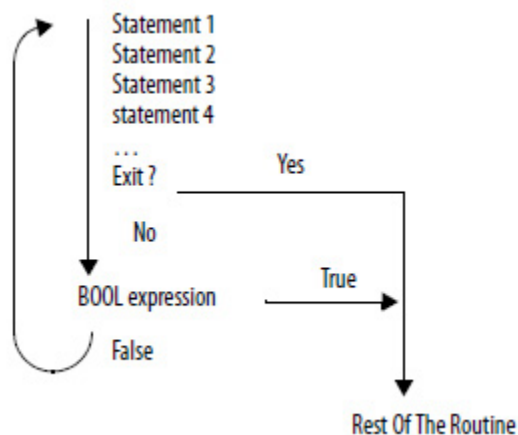 Statement 1
Statement 2
Statement 3
statement 4
...
Exit ?
Yes
No
BOOL expression
True
False
Rest Of The Routine